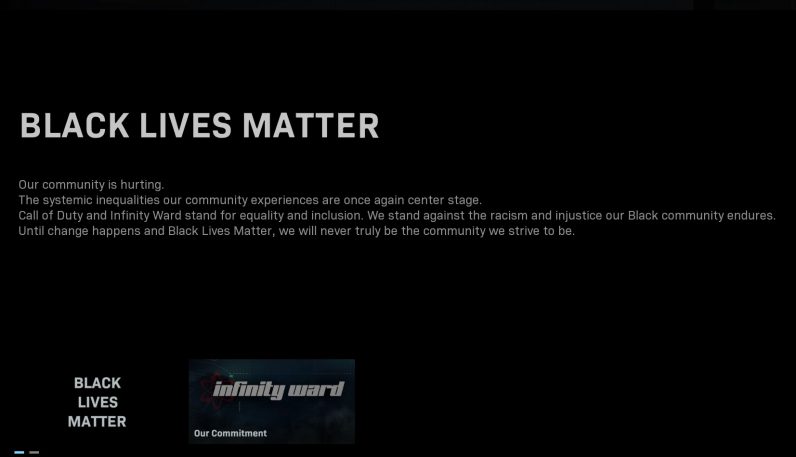 BLACK LIVES MATTER
Our community is hurting.
The systemic inequalities our community experiences are once again center stage.
Call of Duty and Infinity Ward stand for equality and inclusion. We stand against the racism and injustice our Black community endures.
Until change happens and Black Lives Matter, we will never truly be the community we strive to be.
BLACK
LIVES
MATTER
infinity ward
Our Commitment